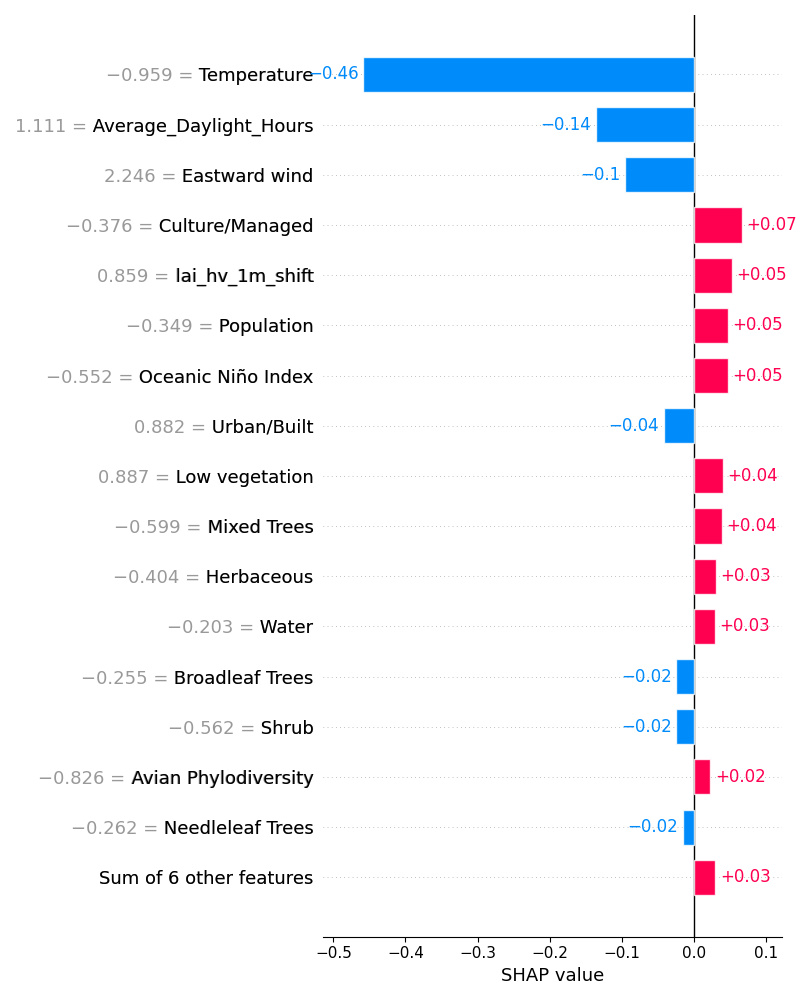 −0.959 = Temperature −0.46
1.111 = Average_Daylight_Hours −0.14
2.246 = Eastward wind −0.1
−0.376 = Culture/Managed +0.07
0.859 = lai_hv_1m_shift +0.05
−0.349 = Population +0.05
−0.552 = Oceanic Niño Index +0.05
0.882 = Urban/Built −0.04
0.887 = Low vegetation +0.04
−0.599 = Mixed Trees +0.04
−0.404 = Herbaceous +0.03
−0.203 = Water +0.03
−0.255 = Broadleaf Trees −0.02
−0.562 = Shrub −0.02
−0.826 = Avian Phylodiversity +0.02
−0.262 = Needleleaf Trees −0.02
Sum of 6 other features +0.03
−0.5 −0.4 −0.3 −0.2 −0.1 0.0 0.1
SHAP value